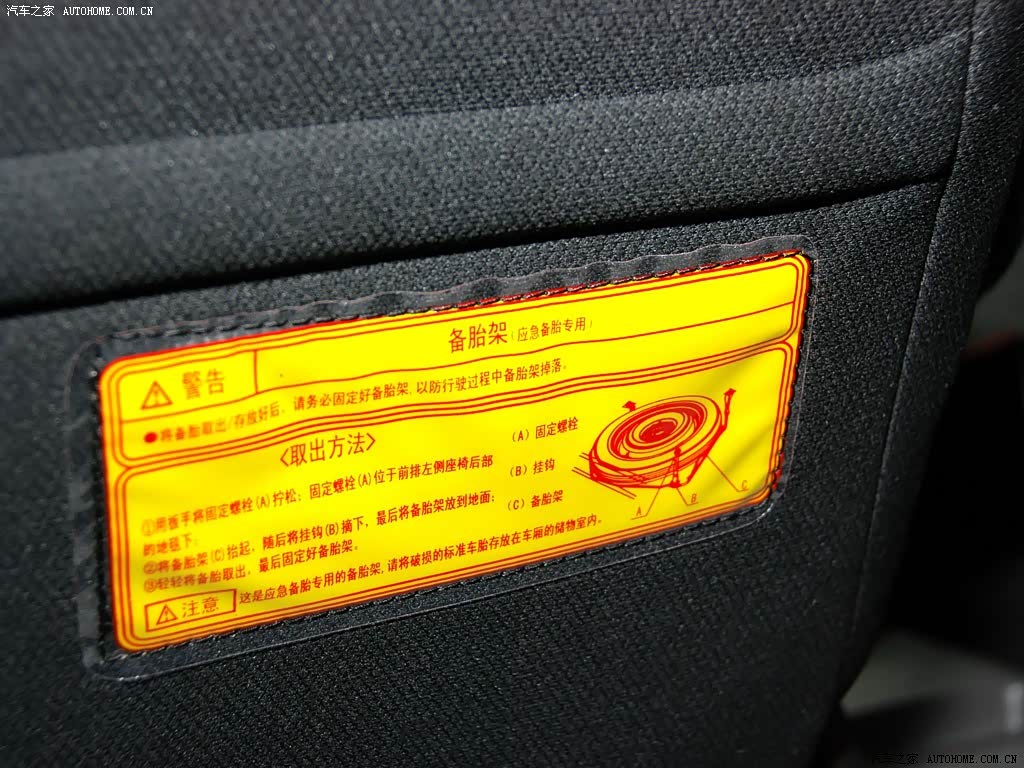 汽车之家 AUTOHOME.COM.CN
备胎架(应急备胎专用)
警告
●将备胎取出/存放好后，请务必固定好备胎架,以防行驶过程中备胎架掉落。
<取出方法>
①用扳手将固定螺栓(A)拧松；固定螺栓(A)位于前排左侧座椅后部
的地毯下；
②将备胎架(C)抬起，随后将挂钩(B)摘下，最后将备胎架放到地面；
③轻轻将备胎取出，最后固定好备胎架。
(A) 固定螺栓
(B) 挂钩
(C) 备胎架
A
B
C
注意 这是应急备胎专用的备胎架,请将破损的标准车胎存放在车厢的储物室内。
汽车之家 AUTOHOME.COM.CN